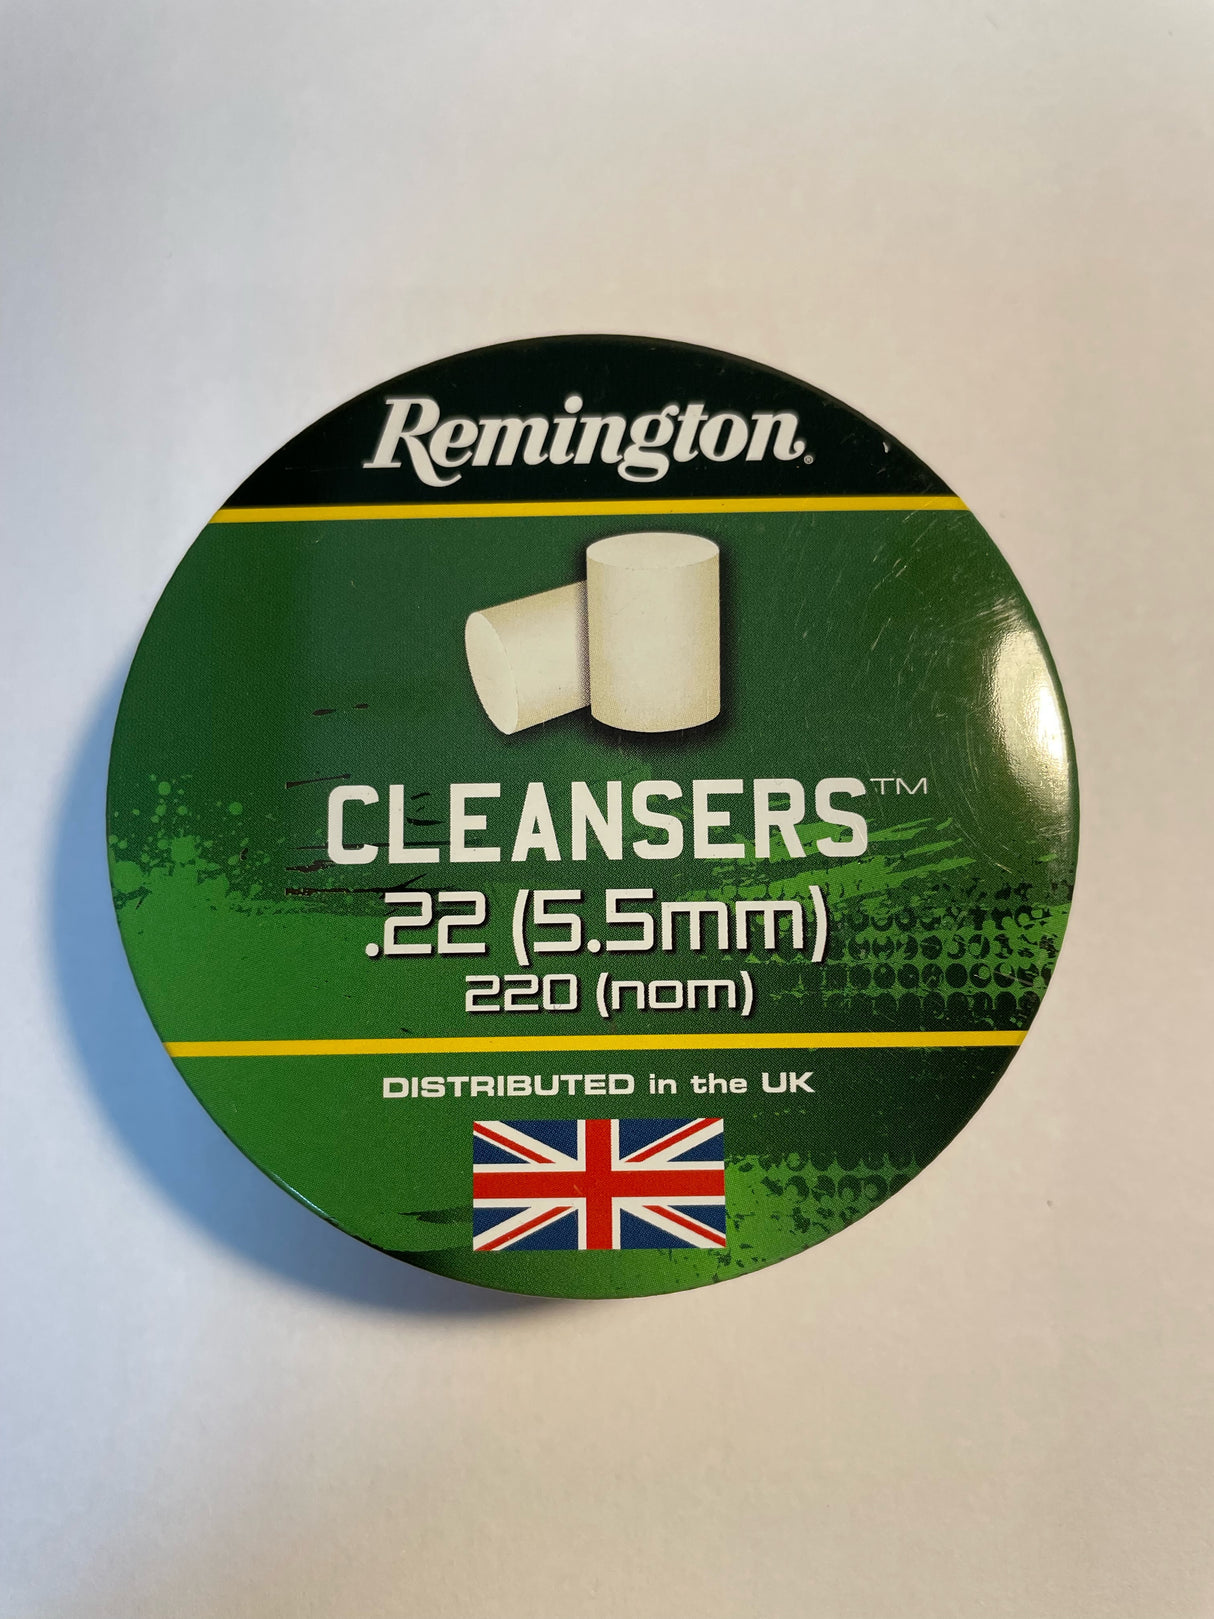 Remington®
CLEANSERS™
.22 (5.5mm)
220 (nom)
DISTRIBUTED in the UK